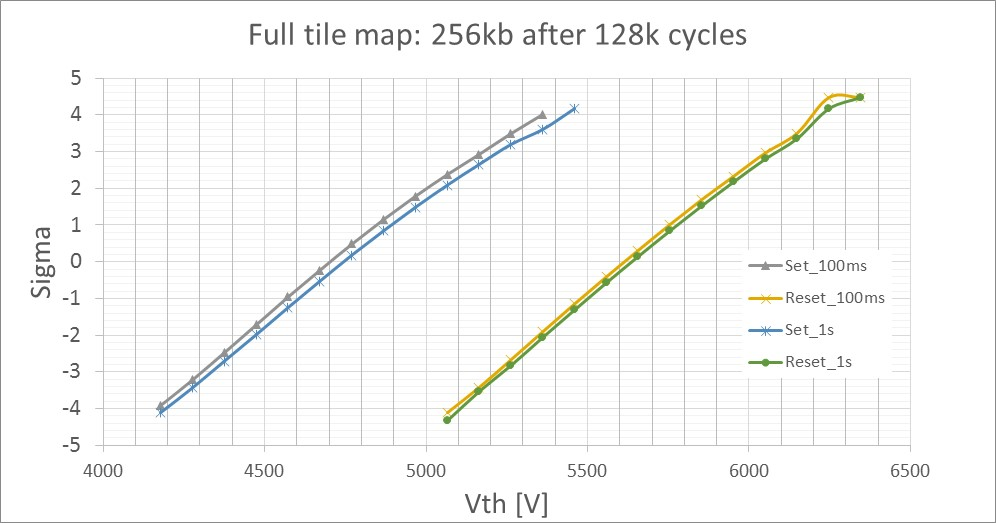 Full tile map: 256kb after 128k cycles
5
4
3
2
1
0
-1
-2
-3
-4
-5
Sigma
Set_100ms
Reset_100ms
Set_1s
Reset_1s
4000 4500 5000 5500 6000 6500
Vth [V]